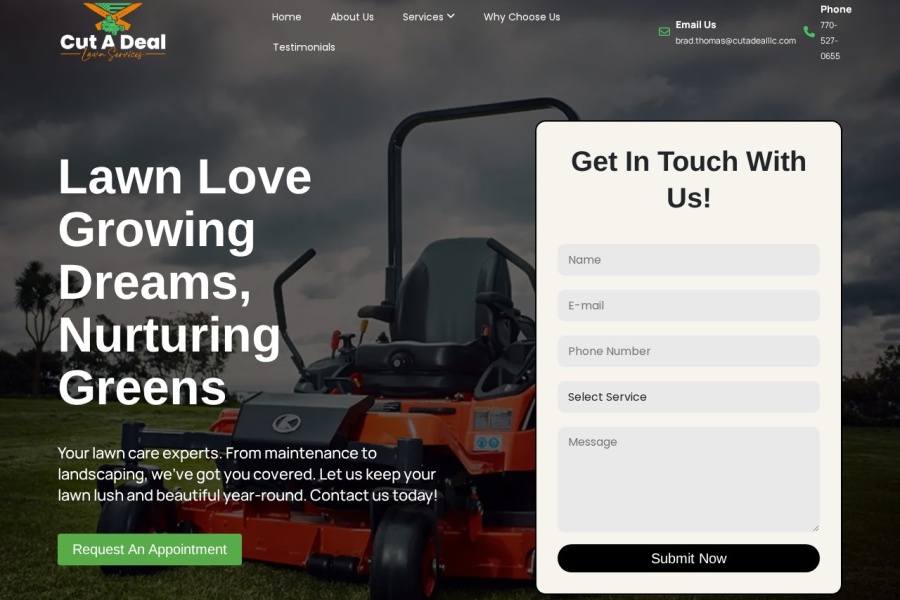 Cut A Deal
Lawn Services
Home
About Us
Services
Why Choose Us
Testimonials
Email Us
brad.thomas@cutadealllc.com
Phone
770-
527-
0655
Lawn Love
Growing
Dreams,
Nurturing
Greens
Your lawn care experts. From maintenance to
landscaping, we've got you covered. Let us keep your
lawn lush and beautiful year-round. Contact us today!
Request An Appointment
Get In Touch With
Us!
Name
E-mail
Phone Number
Select Service
Message
Submit Now